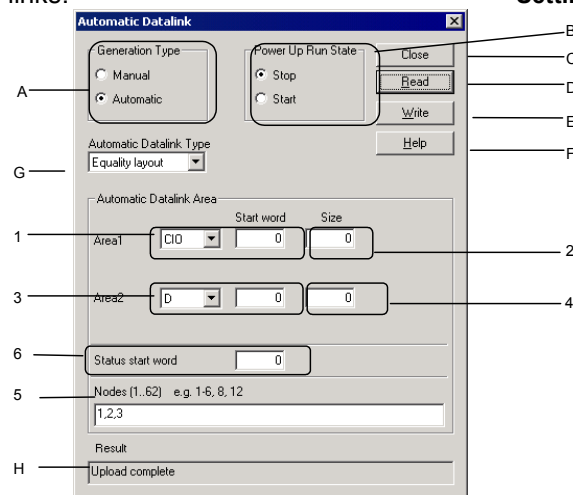 links.
Settin
Automatic Datalink
Generation Type
Manual
Automatic
Power Up Run State
Stop
Start
Close
Read
Write
Help
A
B
C
D
E
F
Automatic Datalink Type
Equality layout
G
Automatic Datalink Area
Start word Size
1 Area1 CIO 0 0 2
3 Area2 D 0 0 4
6 Status start word 0
5 Nodes (1..62) e.g. 1-6, 8, 12
1,2,3
Result
H Upload complete